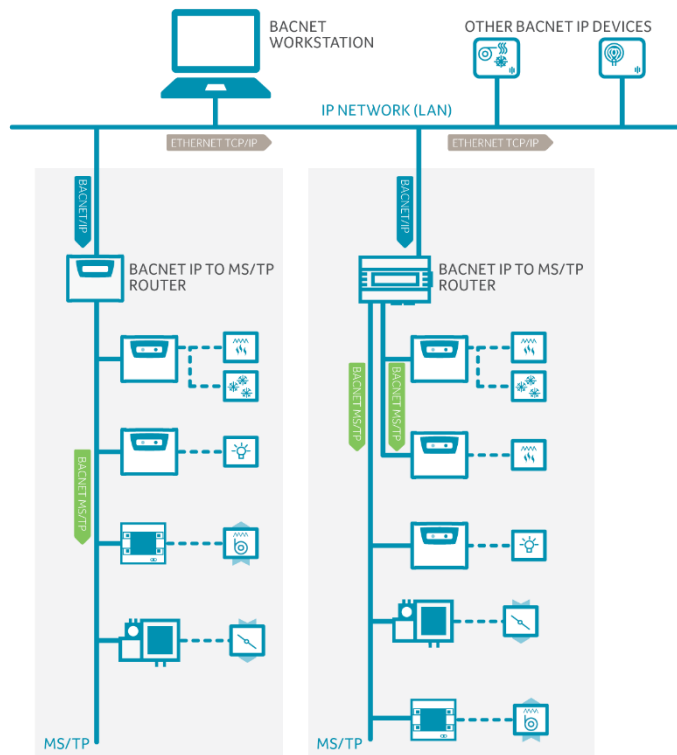 BACNET
WORKSTATION
OTHER BACNET IP DEVICES
IP NETWORK (LAN)
ETHERNET TCP/IP
ETHERNET TCP/IP
BACNET/IP
BACNET/IP
BACNET IP TO MS/TP
ROUTER
BACNET IP TO MS/TP
ROUTER
BACNET MS/TP
BACNET MS/TP
BACNET MS/TP
MS/TP
MS/TP